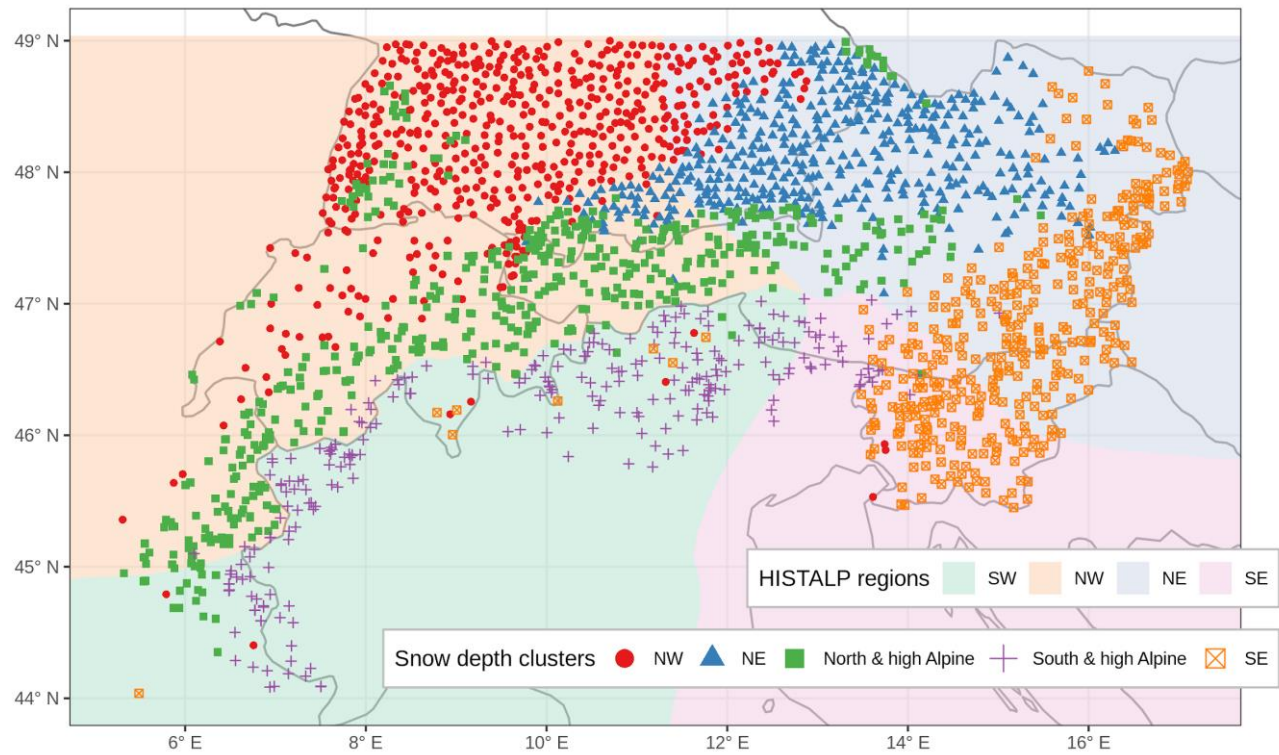 49° N
48° N
47° N
46° N
45° N
44° N
HISTALP regions SW NW NE SE
Snow depth clusters NW NE North & high Alpine South & high Alpine SE
6° E 8° E 10° E 12° E 14° E 16° E